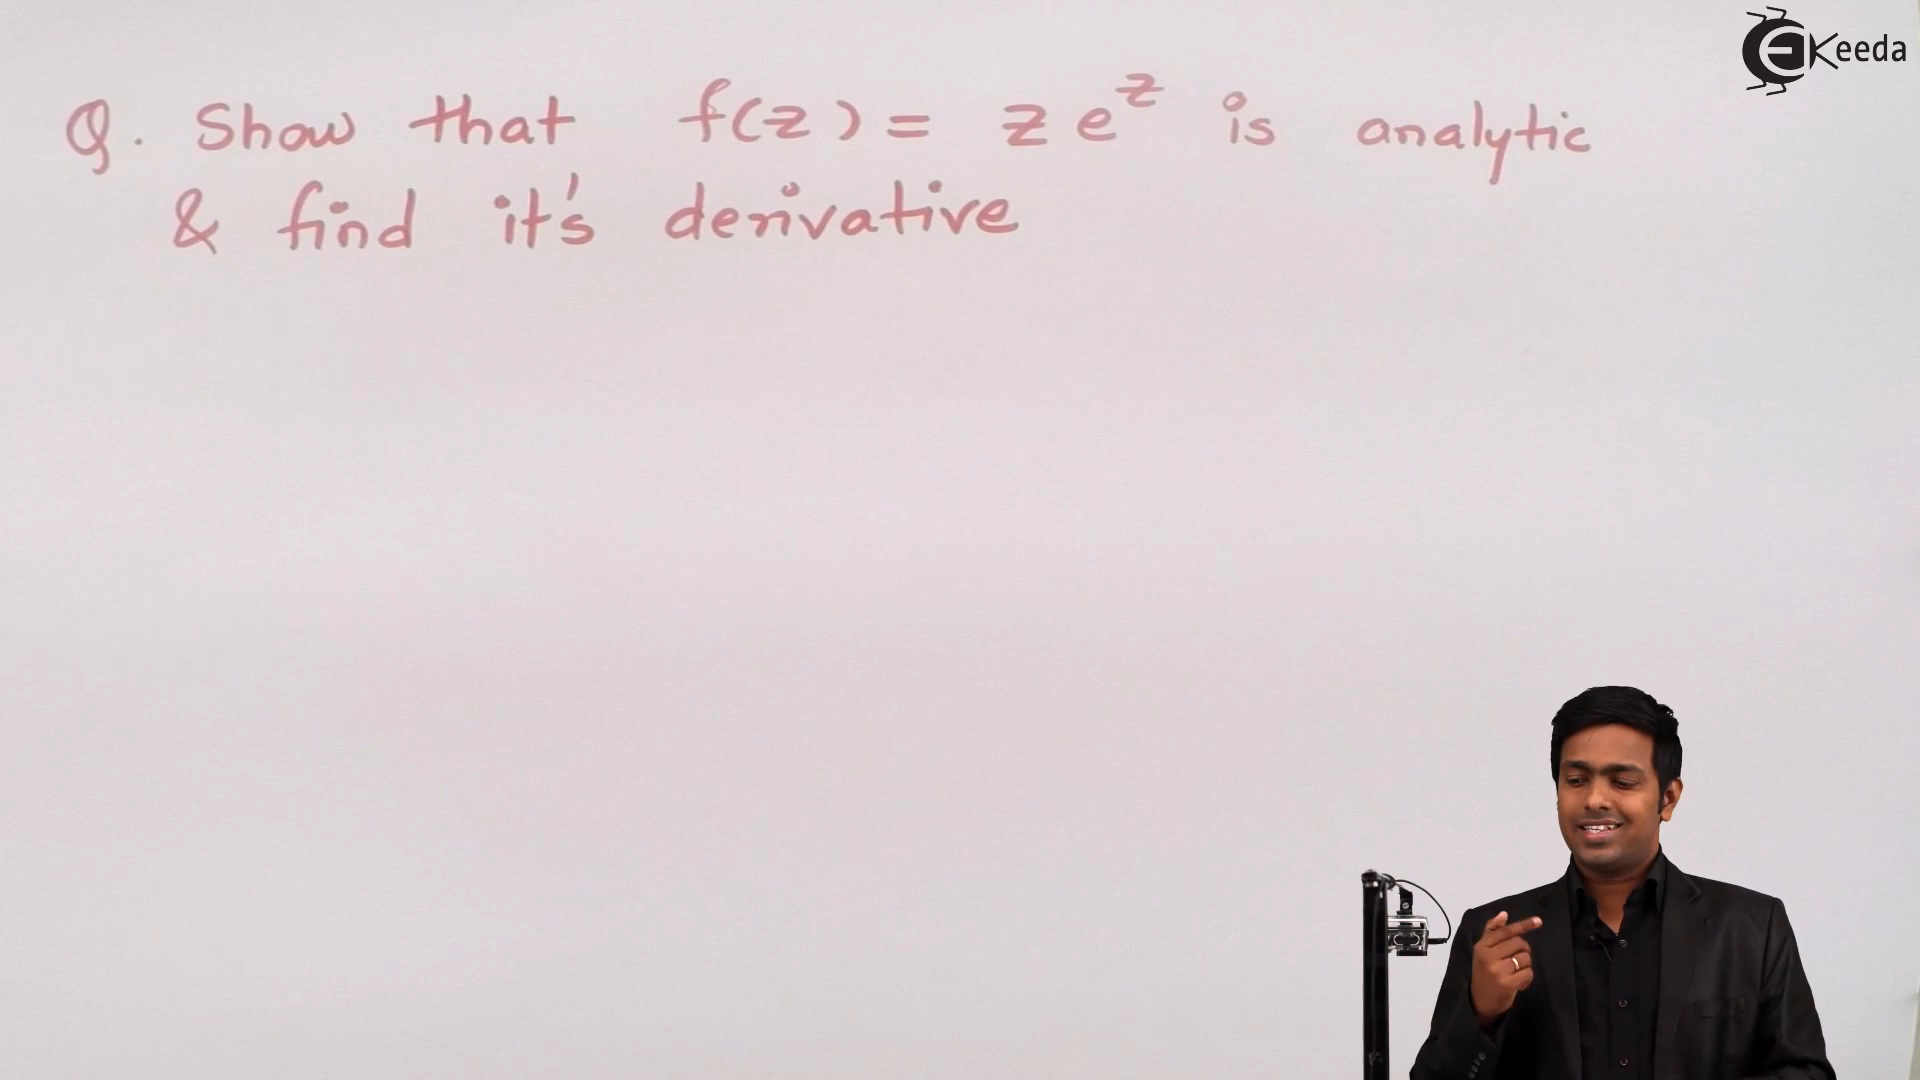 Q. Show that f(z) = z e^z is analytic
& find it's derivative
eKeeda